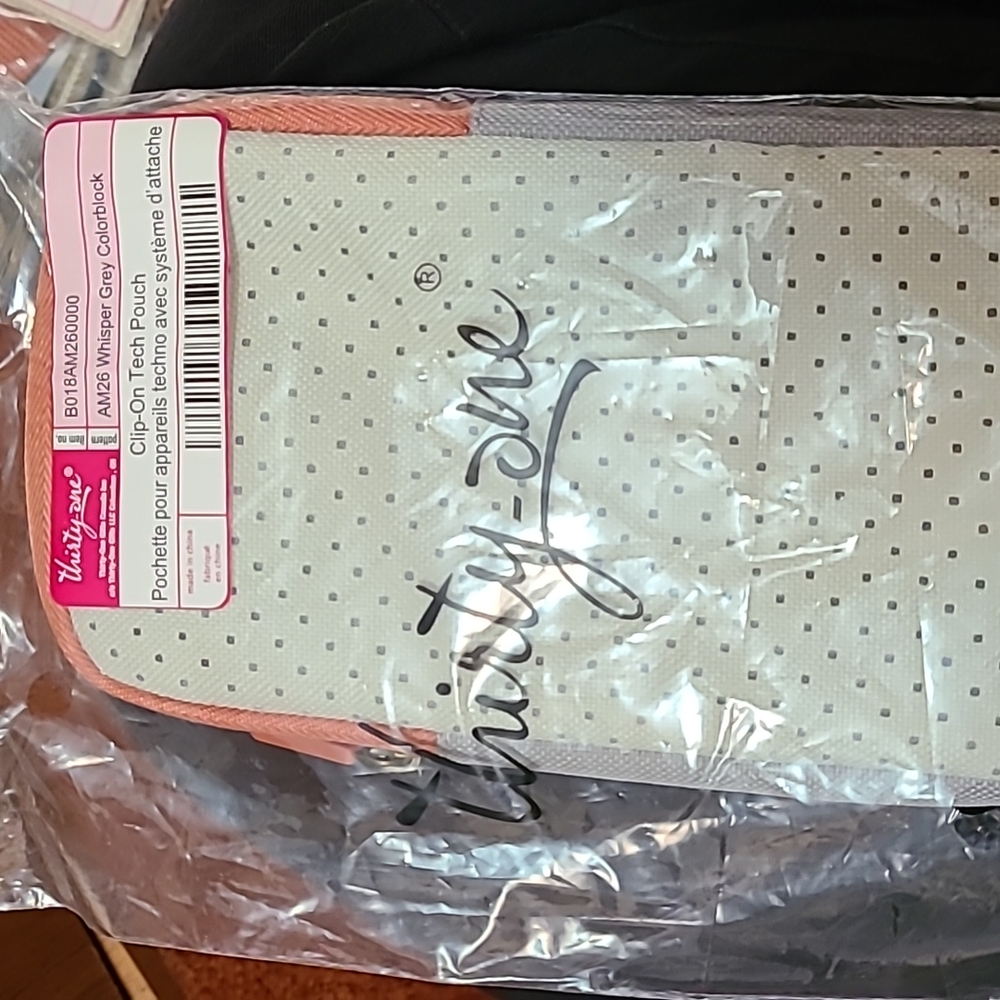 thirty-one®
item no.
B018AM260000
pattern
AM26 Whisper Grey Colorblock
Clip-On Tech Pouch
Pochette pour appareils techno avec système d'attache
made in china
fabriqué
en chine
thirty-one®